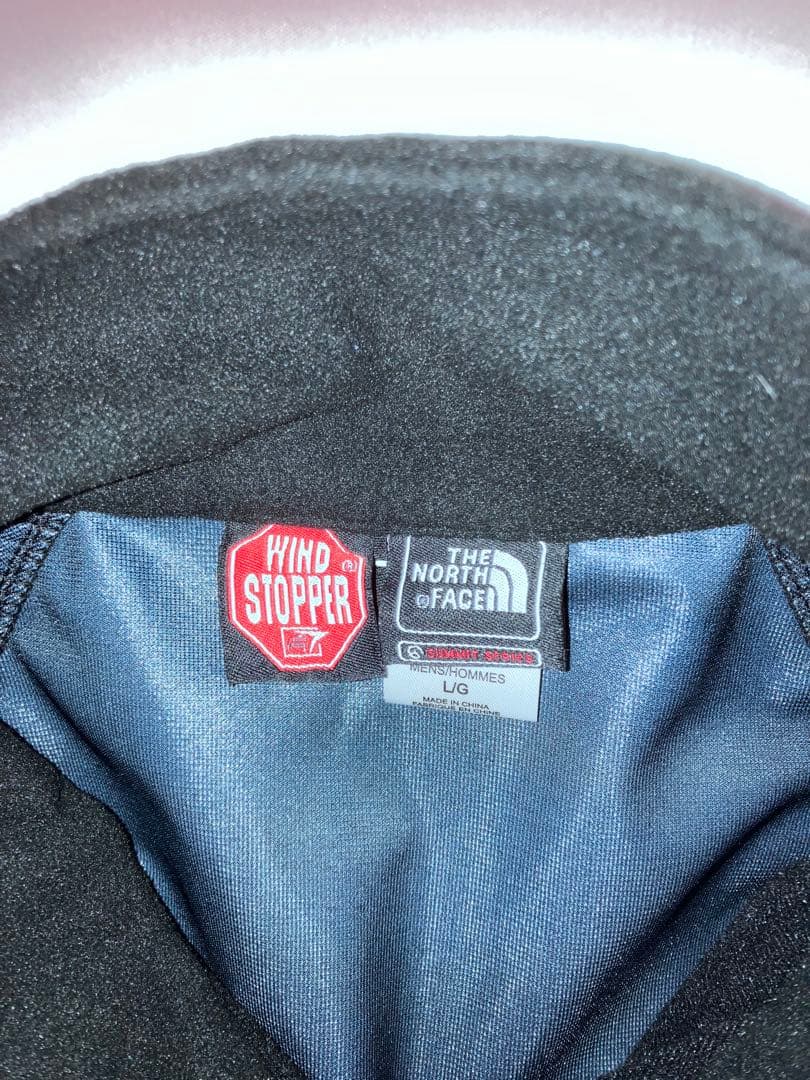 WIND
STOPPER
®
THE
NORTH
® FACE
SUMMIT SERIES
MENS/HOMMES
L/G
MADE IN CHINA
FABRIQUE EN CHINE